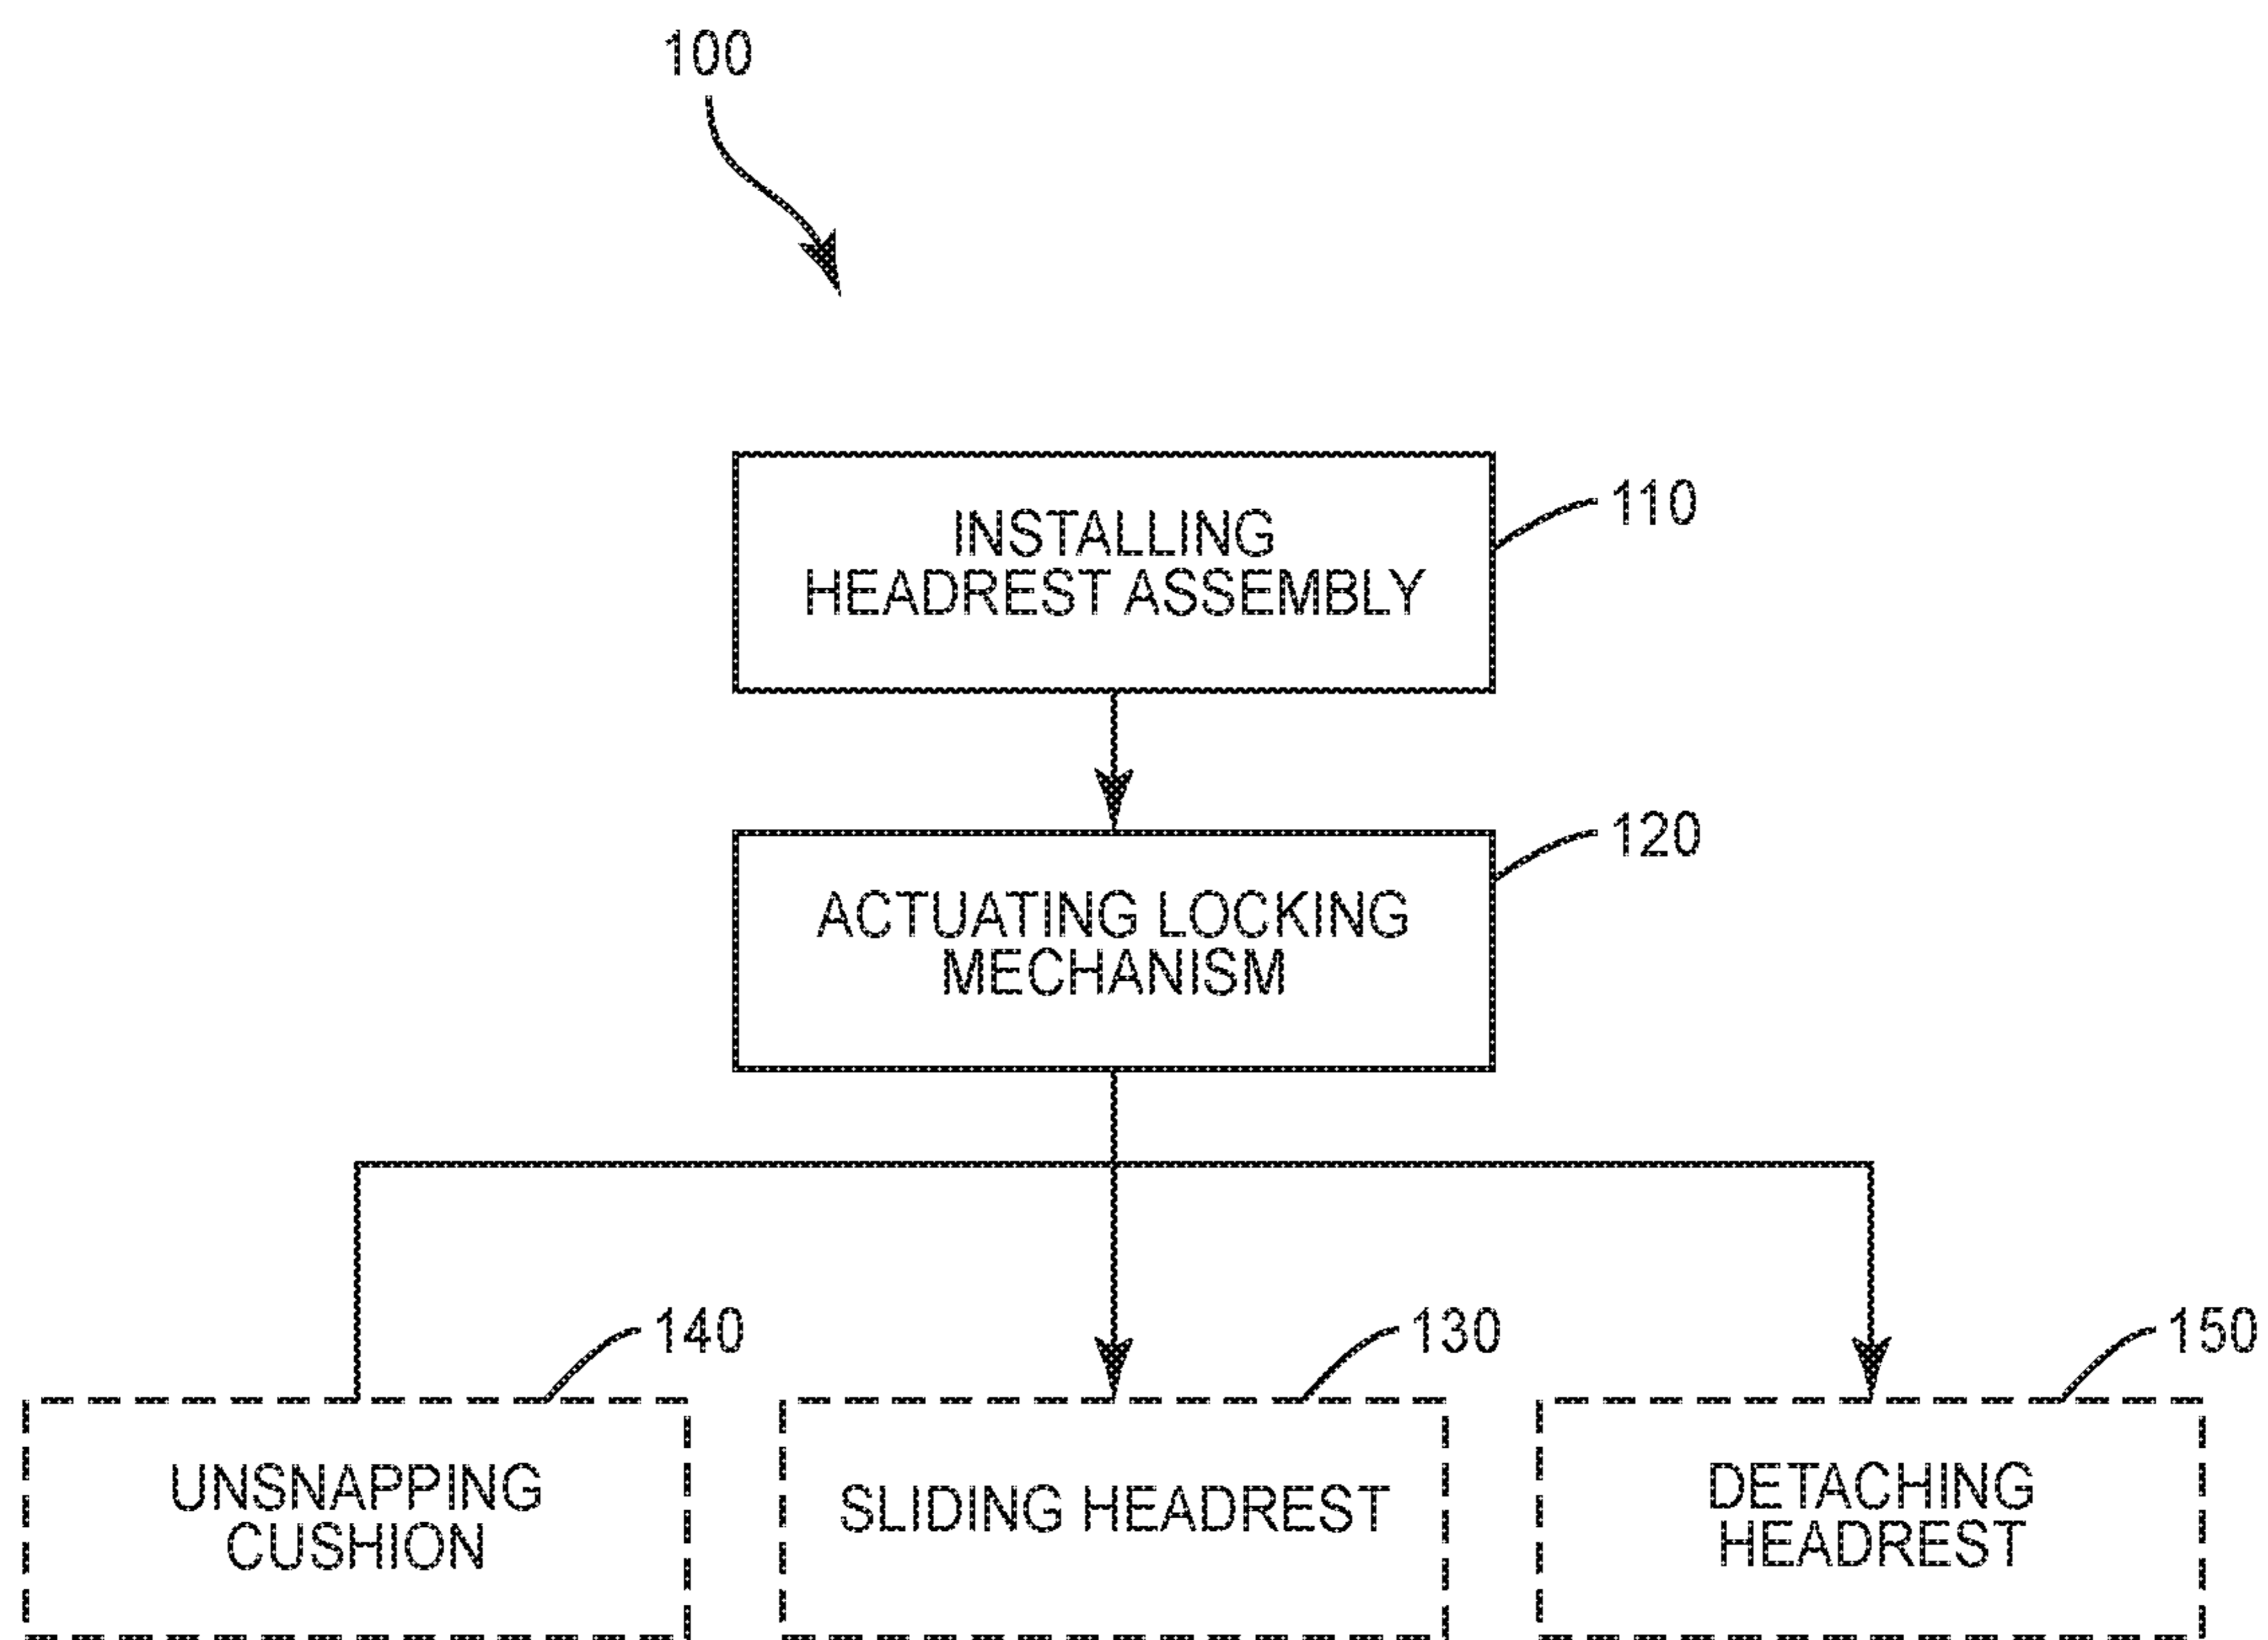 100
INSTALLING
HEADREST ASSEMBLY
110
ACTUATING LOCKING
MECHANISM
120
140
130
150
UNSNAPPING
CUSHION
SLIDING HEADREST
DETACHING
HEADREST